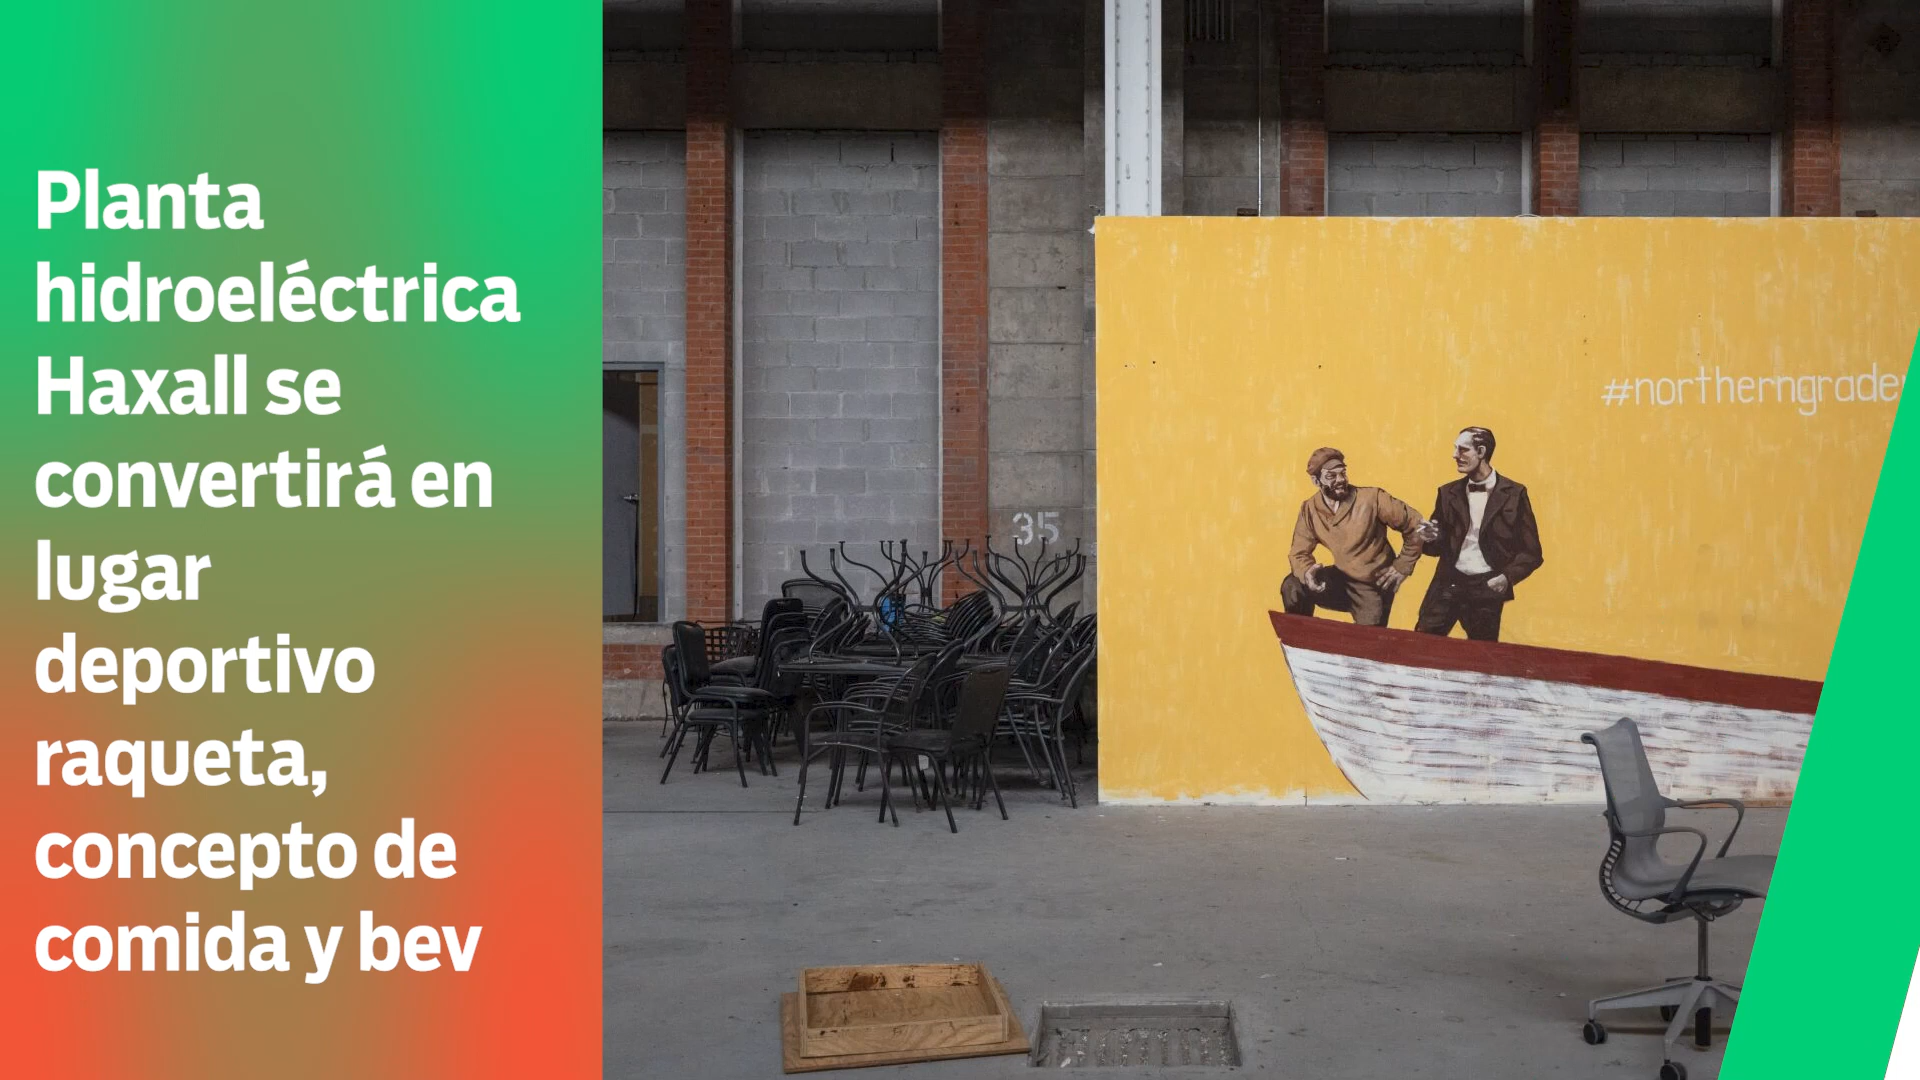 Planta
hidroeléctrica
Haxall se
convertirá en
lugar
deportivo
raqueta,
concepto de
comida y bev
35
#northerngrade